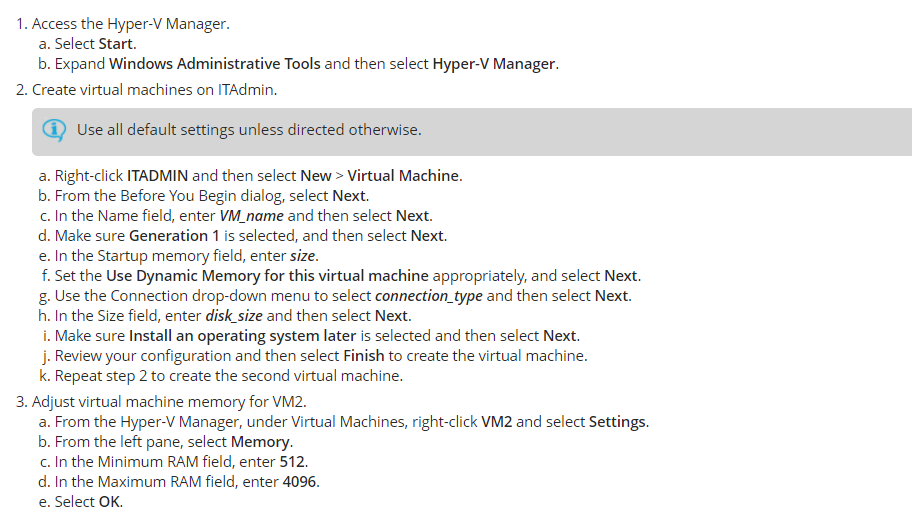 1. Access the Hyper-V Manager.
a. Select Start.
b. Expand Windows Administrative Tools and then select Hyper-V Manager.
2. Create virtual machines on ITAdmin.
Use all default settings unless directed otherwise.
a. Right-click ITADMIN and then select New > Virtual Machine.
b. From the Before You Begin dialog, select Next.
c. In the Name field, enter VM_name and then select Next.
d. Make sure Generation 1 is selected, and then select Next.
e. In the Startup memory field, enter size.
f. Set the Use Dynamic Memory for this virtual machine appropriately, and select Next.
g. Use the Connection drop-down menu to select connection_type and then select Next.
h. In the Size field, enter disk_size and then select Next.
i. Make sure Install an operating system later is selected and then select Next.
j. Review your configuration and then select Finish to create the virtual machine.
k. Repeat step 2 to create the second virtual machine.
3. Adjust virtual machine memory for VM2.
a. From the Hyper-V Manager, under Virtual Machines, right-click VM2 and select Settings.
b. From the left pane, select Memory.
c. In the Minimum RAM field, enter 512.
d. In the Maximum RAM field, enter 4096.
e. Select OK.